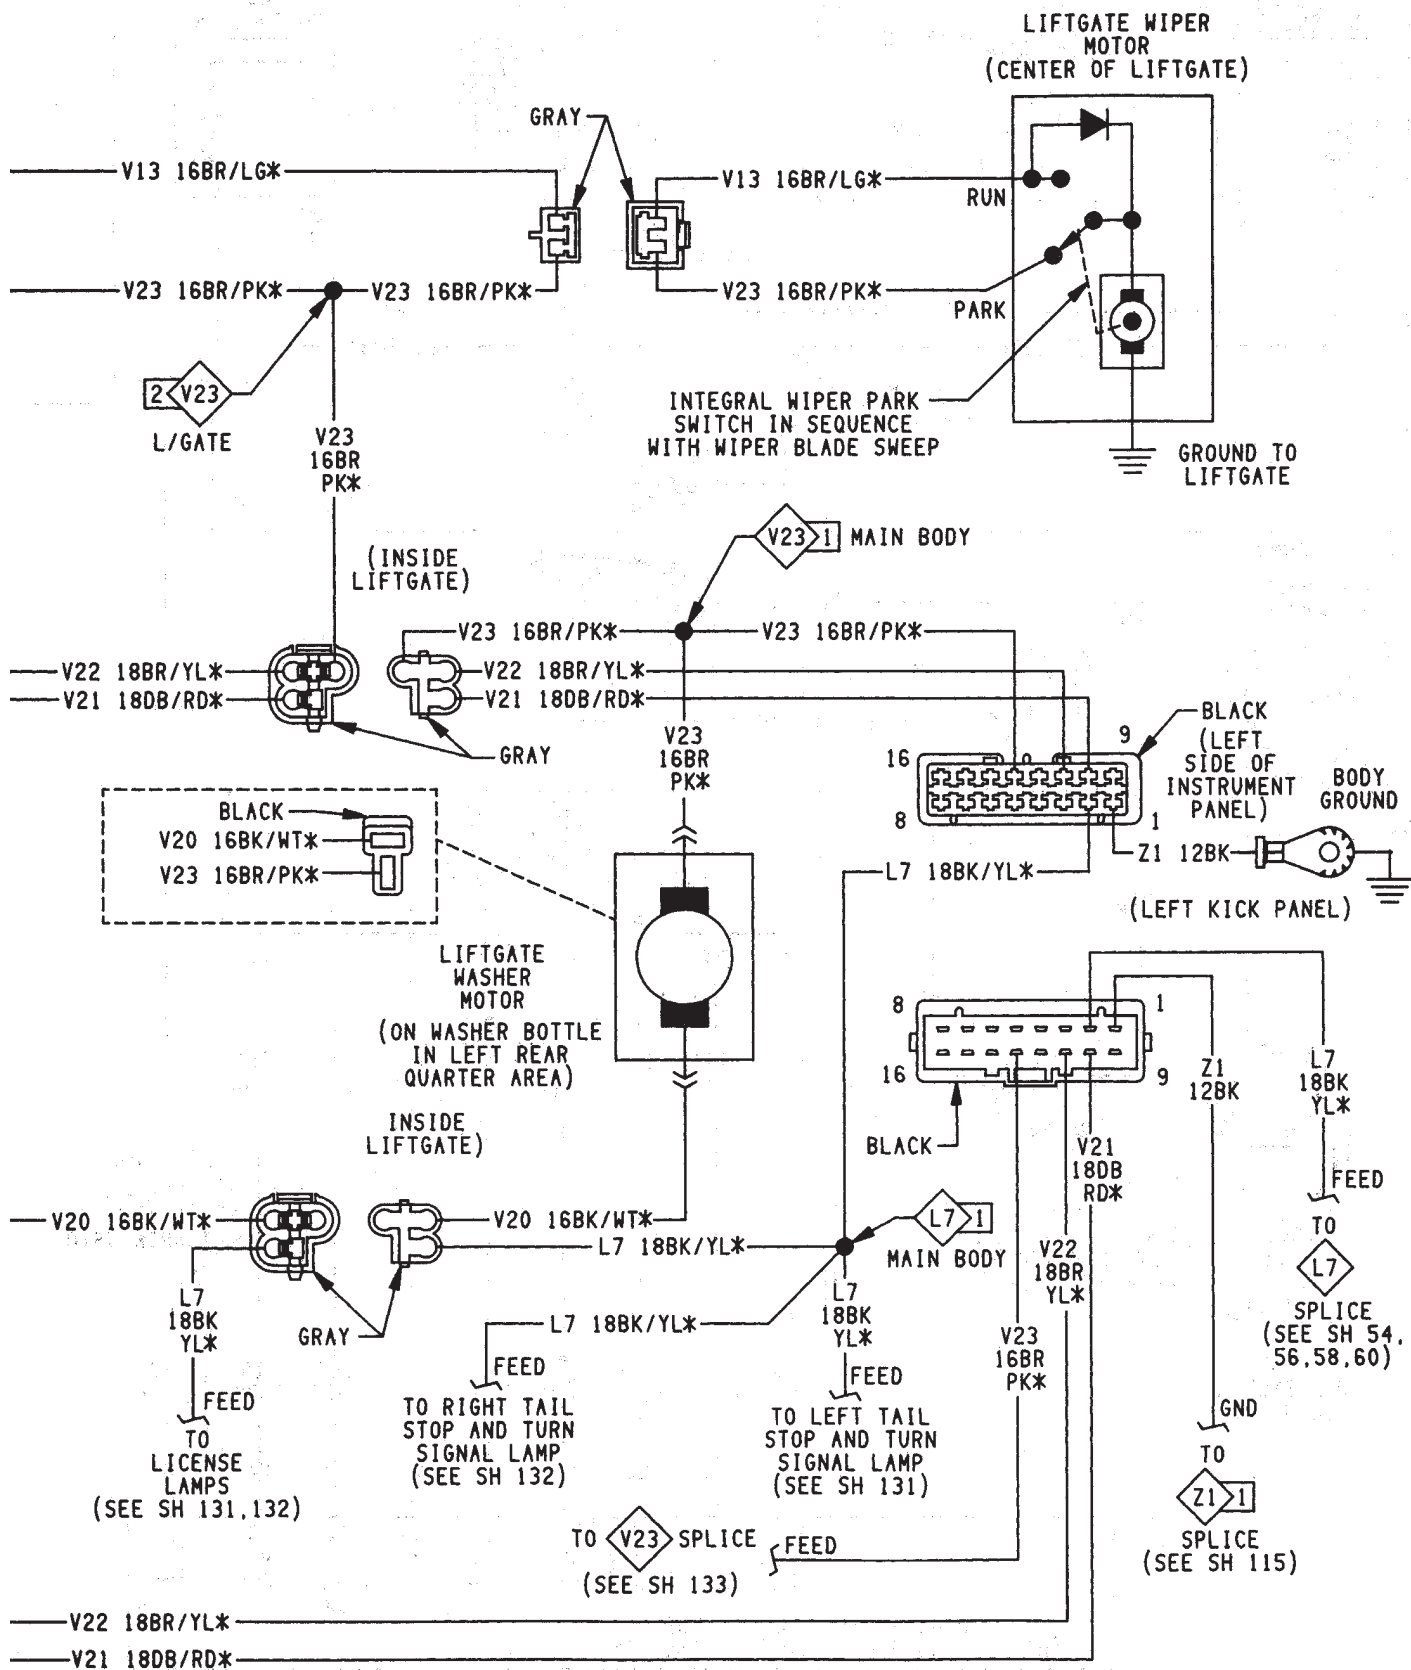 LIFTGATE WIPER
MOTOR
(CENTER OF LIFTGATE)
GRAY
V13 16BR/LG*
V13 16BR/LG*
RUN
V23 16BR/PK*
V23 16BR/PK*
V23 16BR/PK*
PARK
2 V23
L/GATE
INTEGRAL WIPER PARK
SWITCH IN SEQUENCE
WITH WIPER BLADE SWEEP
GROUND TO
LIFTGATE
V23
16BR
PK*
V23 1 MAIN BODY
(INSIDE
LIFTGATE)
V23 16BR/PK*
V23 16BR/PK*
V22 18BR/YL*
V22 18BR/YL*
V21 18DB/RD*
V21 18DB/RD*
GRAY
V23
16BR
PK*
BLACK
(LEFT
SIDE OF
INSTRUMENT
PANEL)
9
16
8
1
BODY
GROUND
BLACK
V20 16BK/WT*
V23 16BR/PK*
Z1 12BK
L7 18BK/YL*
(LEFT KICK PANEL)
LIFTGATE
WASHER
MOTOR
(ON WASHER BOTTLE
IN LEFT REAR
QUARTER AREA)
8
1
16
9
Z1
12BK
L7
18BK
YL*
INSIDE
LIFTGATE)
BLACK
V21
18DB
RD*
FEED
TO
L7
SPLICE
(SEE SH 54,
56,58,60)
V20 16BK/WT*
V20 16BK/WT*
L7 18BK/YL*
L7 1
MAIN BODY
V22
18BR
YL*
L7
18BK
YL*
GRAY
L7 18BK/YL*
L7
18BK
YL*
V23
16BR
PK*
FEED
TO
LICENSE
LAMPS
(SEE SH 131,132)
FEED
TO RIGHT TAIL
STOP AND TURN
SIGNAL LAMP
(SEE SH 132)
FEED
TO LEFT TAIL
STOP AND TURN
SIGNAL LAMP
(SEE SH 131)
GND
TO
Z1 1
SPLICE
(SEE SH 115)
TO V23 SPLICE
(SEE SH 133)
FEED
V22 18BR/YL*
V21 18DB/RD*